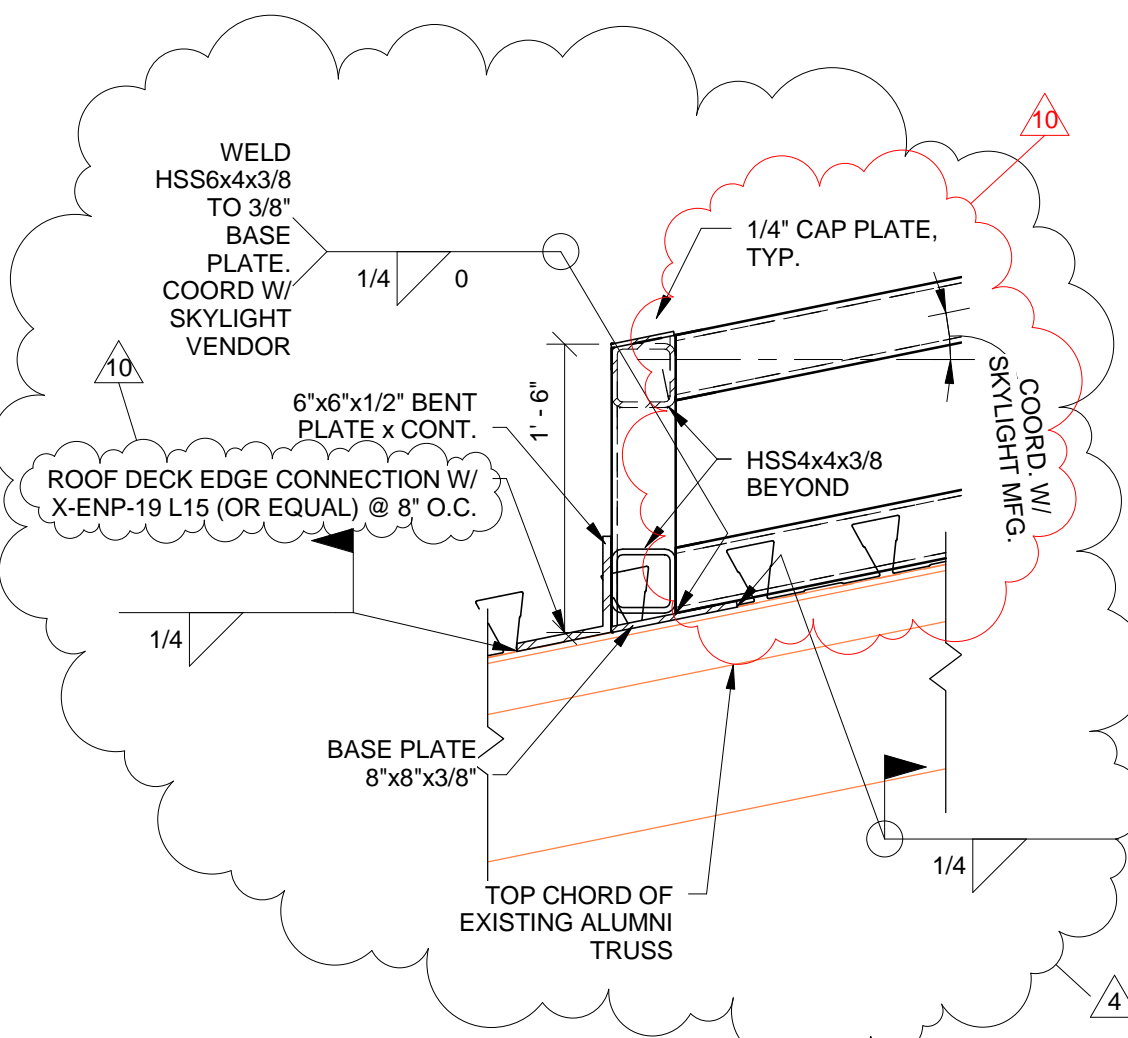 WELD
HSS6x4x3/8
TO 3/8"
BASE
PLATE.
COORD W/
SKYLIGHT
VENDOR
1/4
0
10
1/4" CAP PLATE,
TYP.
10
6"x6"x1/2" BENT
PLATE x CONT.
1' - 6"
ROOF DECK EDGE CONNECTION W/
X-ENP-19 L15 (OR EQUAL) @ 8" O.C.
HSS4x4x3/8
BEYOND
COORD. W/
SKYLIGHT MFG.
1/4
BASE PLATE
8"x8"x3/8"
1/4
TOP CHORD OF
EXISTING ALUMNI
TRUSS
4